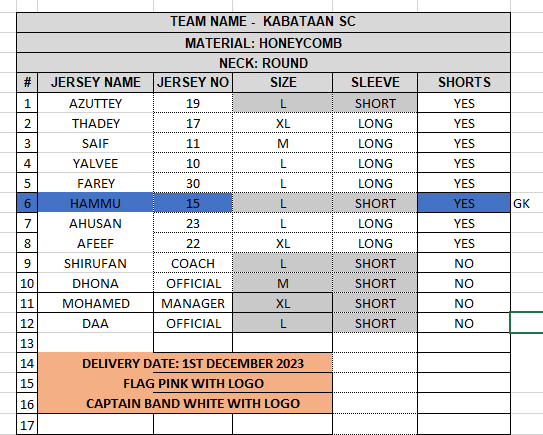 TEAM NAME - KABATAAN SC
MATERIAL: HONEYCOMB
NECK: ROUND
# JERSEY NAME JERSEY NO SIZE SLEEVE SHORTS
1 AZUTTEY 19 L SHORT YES
2 THADEY 17 XL LONG YES
3 SAIF 11 M LONG YES
4 YALVEE 10 L LONG YES
5 FAREY 30 L LONG YES
6 HAMMU 15 L SHORT YES GK
7 AHUSAN 23 L LONG YES
8 AFEEF 22 XL LONG YES
9 SHIRUFAN COACH L SHORT NO
10 DHONA OFFICIAL M SHORT NO
11 MOHAMED MANAGER XL SHORT NO
12 DAA OFFICIAL L SHORT NO
13
14 DELIVERY DATE: 1ST DECEMBER 2023
15 FLAG PINK WITH LOGO
16 CAPTAIN BAND WHITE WITH LOGO
17